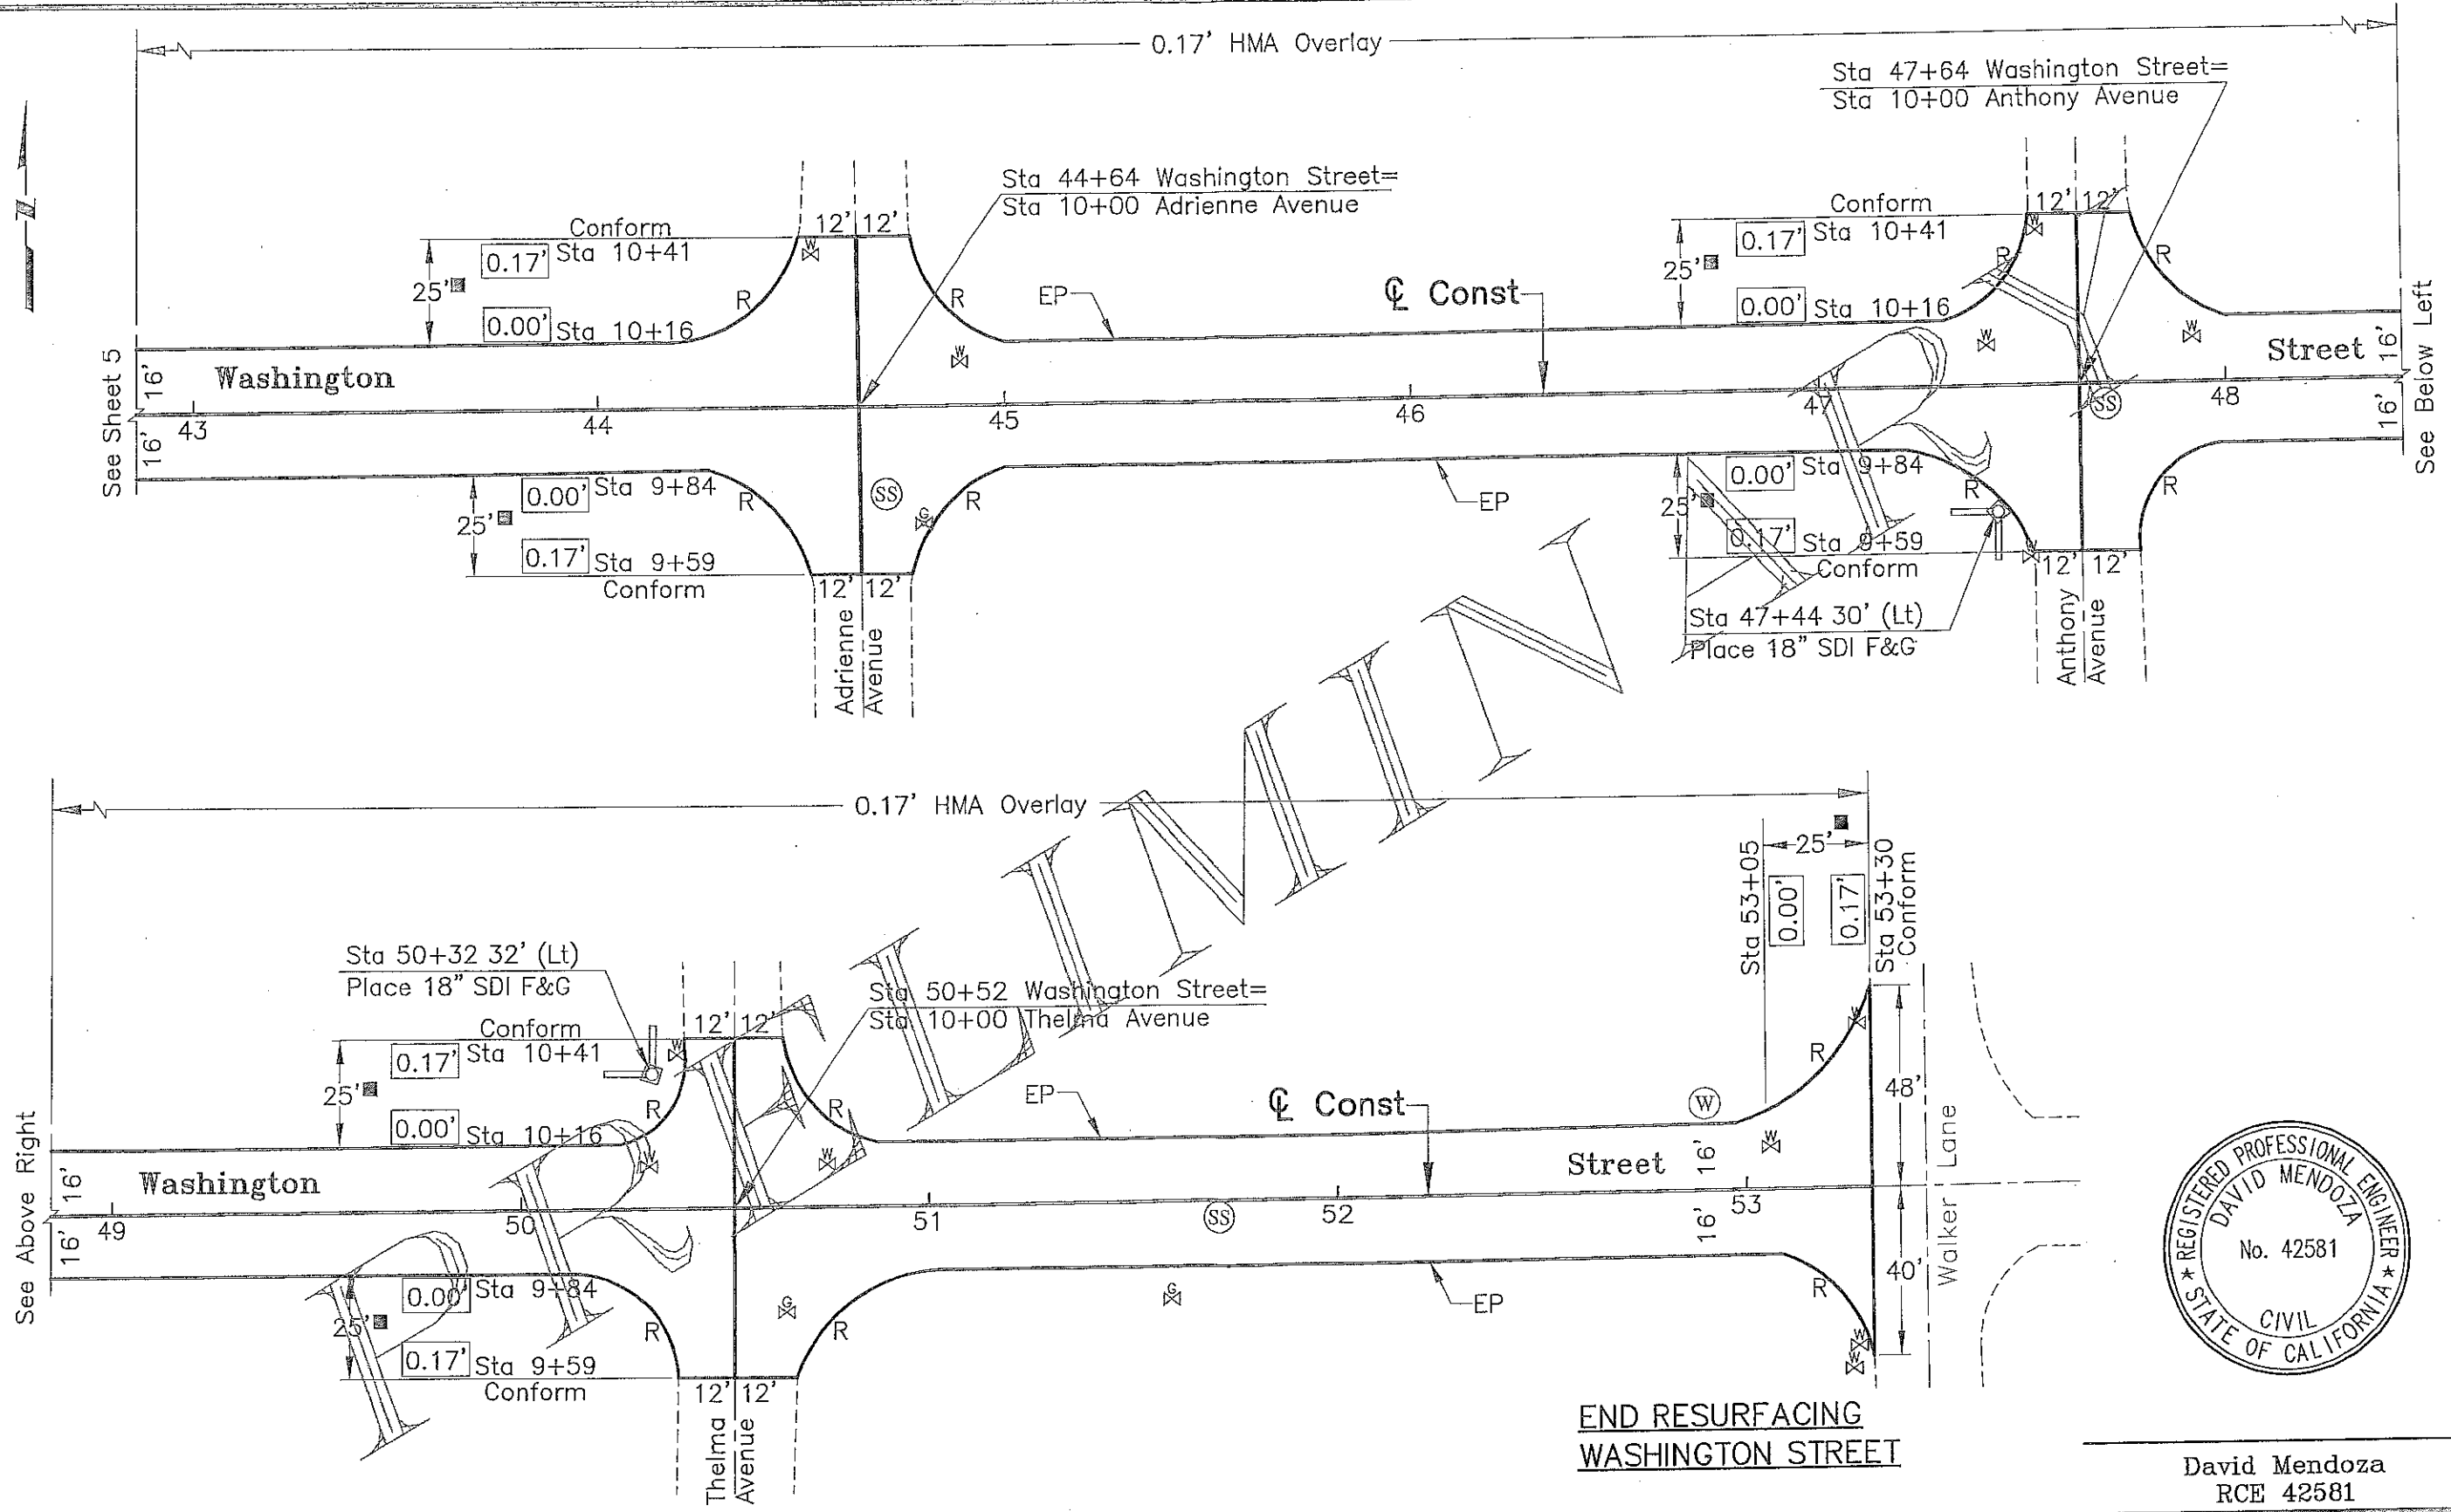 0.17' HMA Overlay
Sta 47+64 Washington Street=
Sta 10+00 Anthony Avenue
Sta 44+64 Washington Street=
Sta 10+00 Adrienne Avenue
Conform
0.17' Sta 10+41
25'
0.00' Sta 10+16
12' 12'
W
R
R
EP
℄ Const
Conform
0.17' Sta 10+41
25'
0.00' Sta 10+16
12' 12'
W
R
R
W
W
W
See Sheet 5
16'
16'
Washington
Street
16'
16'
See Below Left
43
44
45
46
47
48
SS
0.00' Sta 9+84
25'
0.17' Sta 9+59
Conform
R
SS
G
R
12' 12'
Adrienne
Avenue
EP
0.00' Sta 9+84
25'
0.17' Sta 9+59
Conform
R
R
W
12' 12'
Sta 47+44 30' (Lt)
Place 18" SDI F&G
Anthony
Avenue
0.17' HMA Overlay
Sta 53+05
0.00'
25'
0.17'
Sta 53+30
Conform
Sta 50+32 32' (Lt)
Place 18" SDI F&G
Sta 50+52 Washington Street=
Sta 10+00 Thelma Avenue
Conform
0.17' Sta 10+41
25'
0.00' Sta 10+16
12' 12'
W
R
R
W
W
EP
℄ Const
W
W
R
W
48'
40'
Walker Lane
See Above Right
16'
16'
Washington
Street
16'
16'
49
50
51
52
53
SS
0.00' Sta 9+84
25'
0.17' Sta 9+59
Conform
R
G
R
12' 12'
Thelma
Avenue
G
EP
R
W
W
PRELIMIN
PR
END RESURFACING
WASHINGTON STREET
REGISTERED PROFESSIONAL ENGINEER
DAVID MENDOZA
No. 42581
CIVIL
STATE OF CALIFORNIA
David Mendoza
RCE 42581